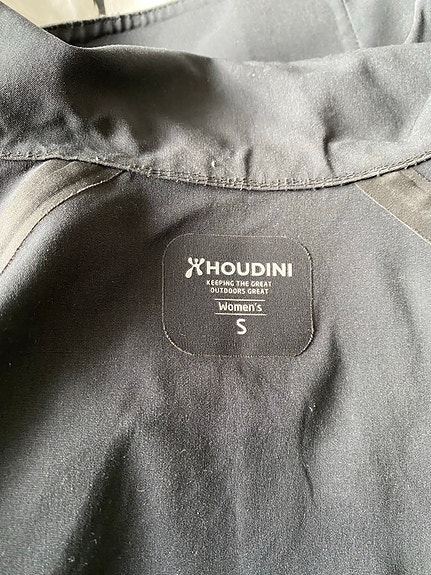 HOUDINI
KEEPING THE GREAT
OUTDOORS GREAT
Women's
S